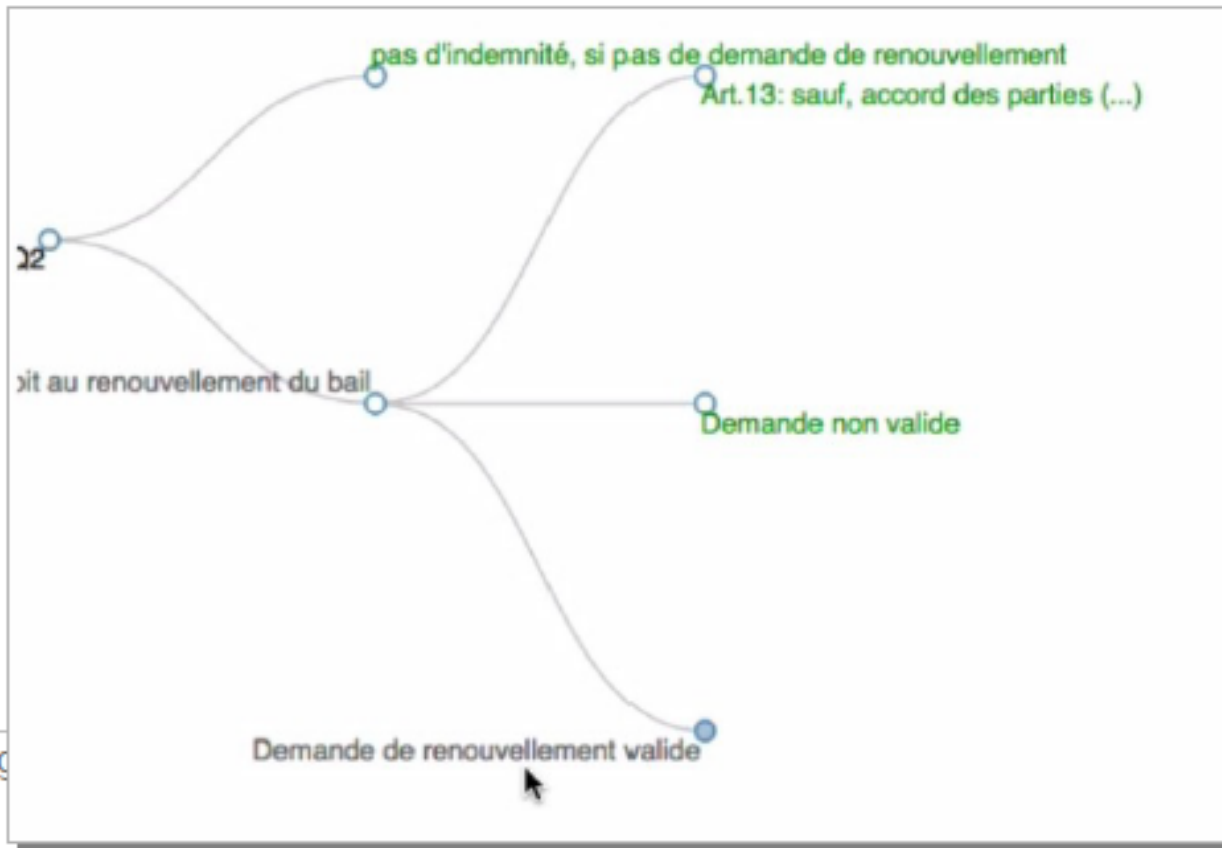 pas d'indemnité, si pas de demande de renouvellement
Art.13: sauf, accord des parties (...)
Q2
oit au renouvellement du bail
Demande non valide
Demande de renouvellement valide